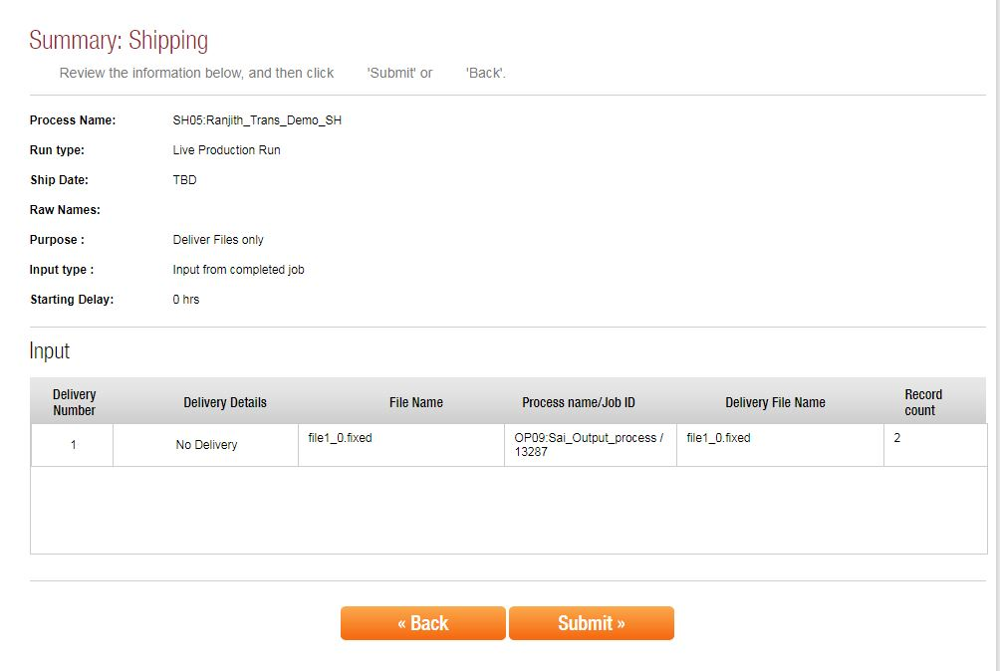 Summary: Shipping
Review the information below, and then click 'Submit' or 'Back'.
Process Name: SH05:Ranjith_Trans_Demo_SH
Run type: Live Production Run
Ship Date: TBD
Raw Names:
Purpose : Deliver Files only
Input type : Input from completed job
Starting Delay: 0 hrs
Input
Delivery Number Delivery Details File Name Process name/Job ID Delivery File Name Record count
1 No Delivery file1_0.fixed OP09:Sai_Output_process / 13287 file1_0.fixed 2
« Back Submit »